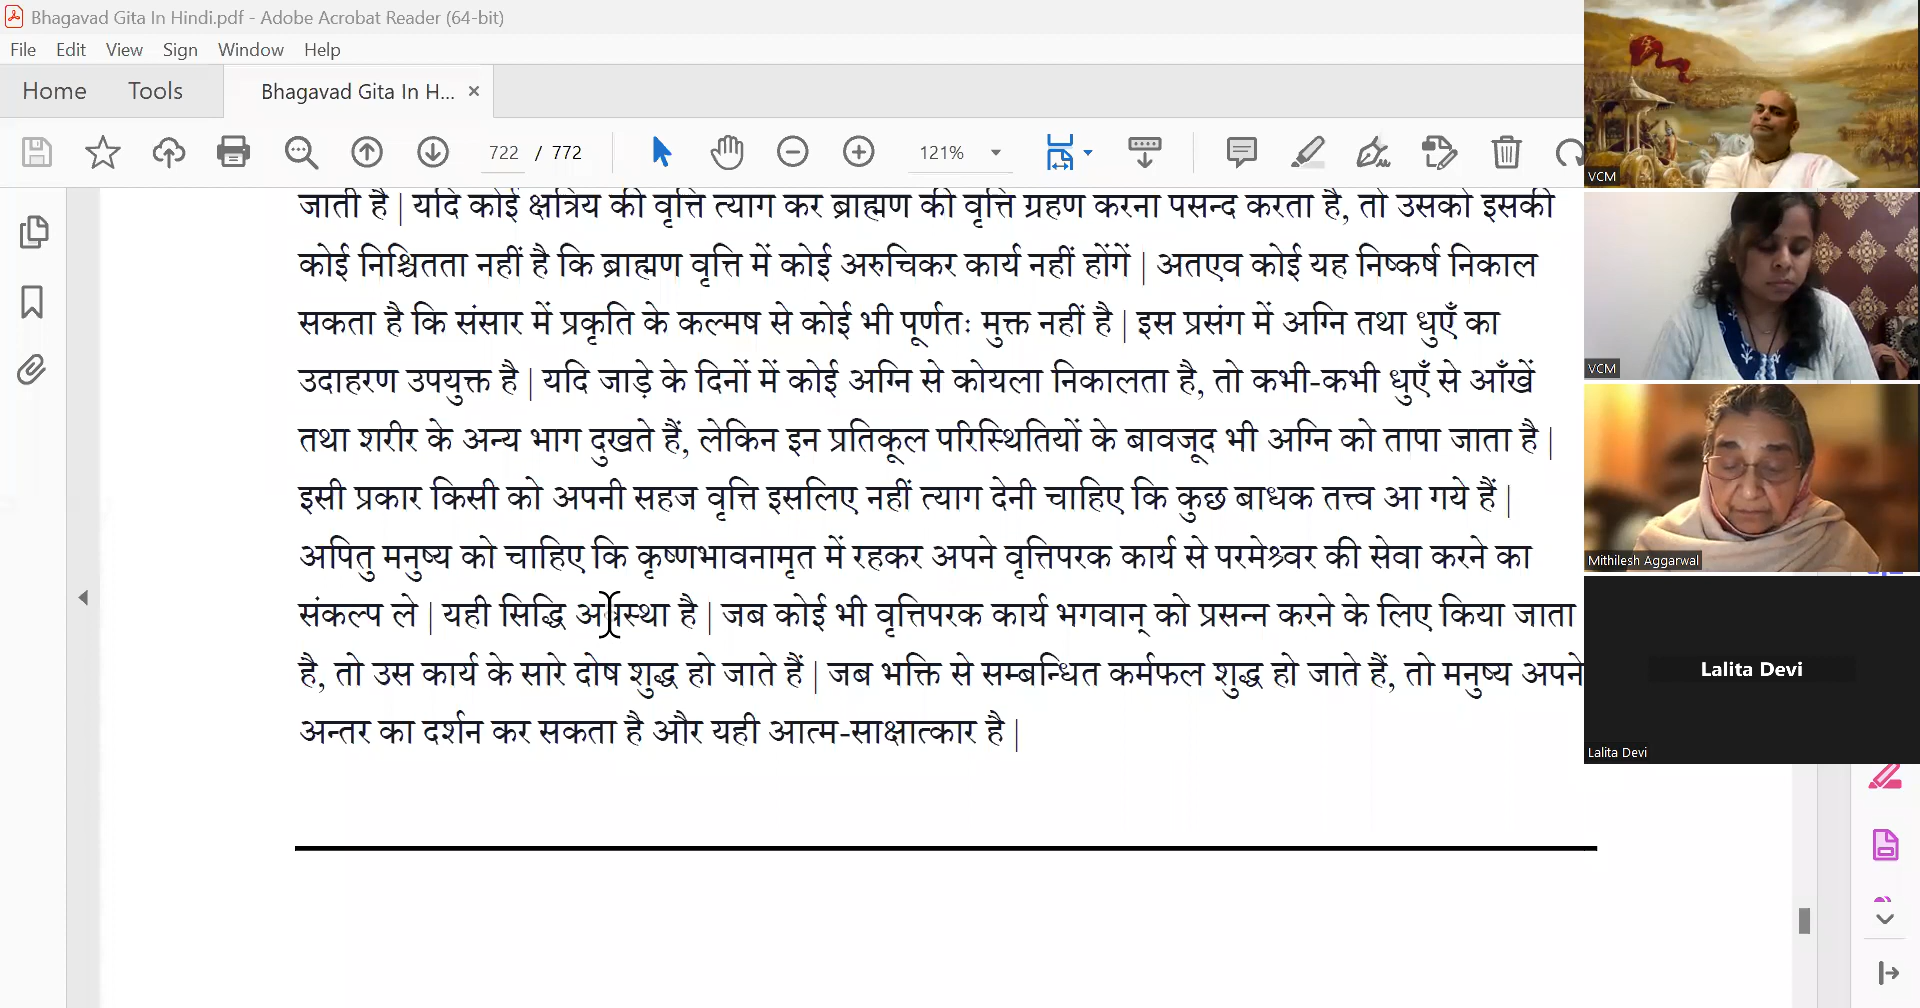 Bhagavad Gita In Hindi.pdf - Adobe Acrobat Reader (64-bit)
File Edit View Sign Window Help
Home Tools Bhagavad Gita In H... ×
722 / 772 121%
जाती है | यदि कोई क्षत्रिय की वृत्ति त्याग कर ब्राह्मण की वृत्ति ग्रहण करना पसन्द करता है, तो उसको इसकी
कोई निश्चितता नहीं है कि ब्राह्मण वृत्ति में कोई अरुचिकर कार्य नहीं होंगें | अतएव कोई यह निष्कर्ष निकाल
सकता है कि संसार में प्रकृति के कल्मष से कोई भी पूर्णतः मुक्त नहीं है | इस प्रसंग में अग्नि तथा धुएँ का
उदाहरण उपयुक्त है | यदि जाड़े के दिनों में कोई अग्नि से कोयला निकालता है, तो कभी-कभी धुएँ से आँखें
तथा शरीर के अन्य भाग दुखते हैं, लेकिन इन प्रतिकूल परिस्थितियों के बावजूद भी अग्नि को तापा जाता है |
इसी प्रकार किसी को अपनी सहज वृत्ति इसलिए नहीं त्याग देनी चाहिए कि कुछ बाधक तत्त्व आ गये हैं |
अपितु मनुष्य को चाहिए कि कृष्णभावनामृत में रहकर अपने वृत्तिपरक कार्य से परमेश्र्वर की सेवा करने का
संकल्प ले | यही सिद्धि अवस्था है | जब कोई भी वृत्तिपरक कार्य भगवान् को प्रसन्न करने के लिए किया जाता
है, तो उस कार्य के सारे दोष शुद्ध हो जाते हैं | जब भक्ति से सम्बन्धित कर्मफल शुद्ध हो जाते हैं, तो मनुष्य अपने
अन्तर का दर्शन कर सकता है और यही आत्म-साक्षात्कार है |
VCM
VCM
Mithilesh Aggarwal
Lalita Devi
Lalita Devi